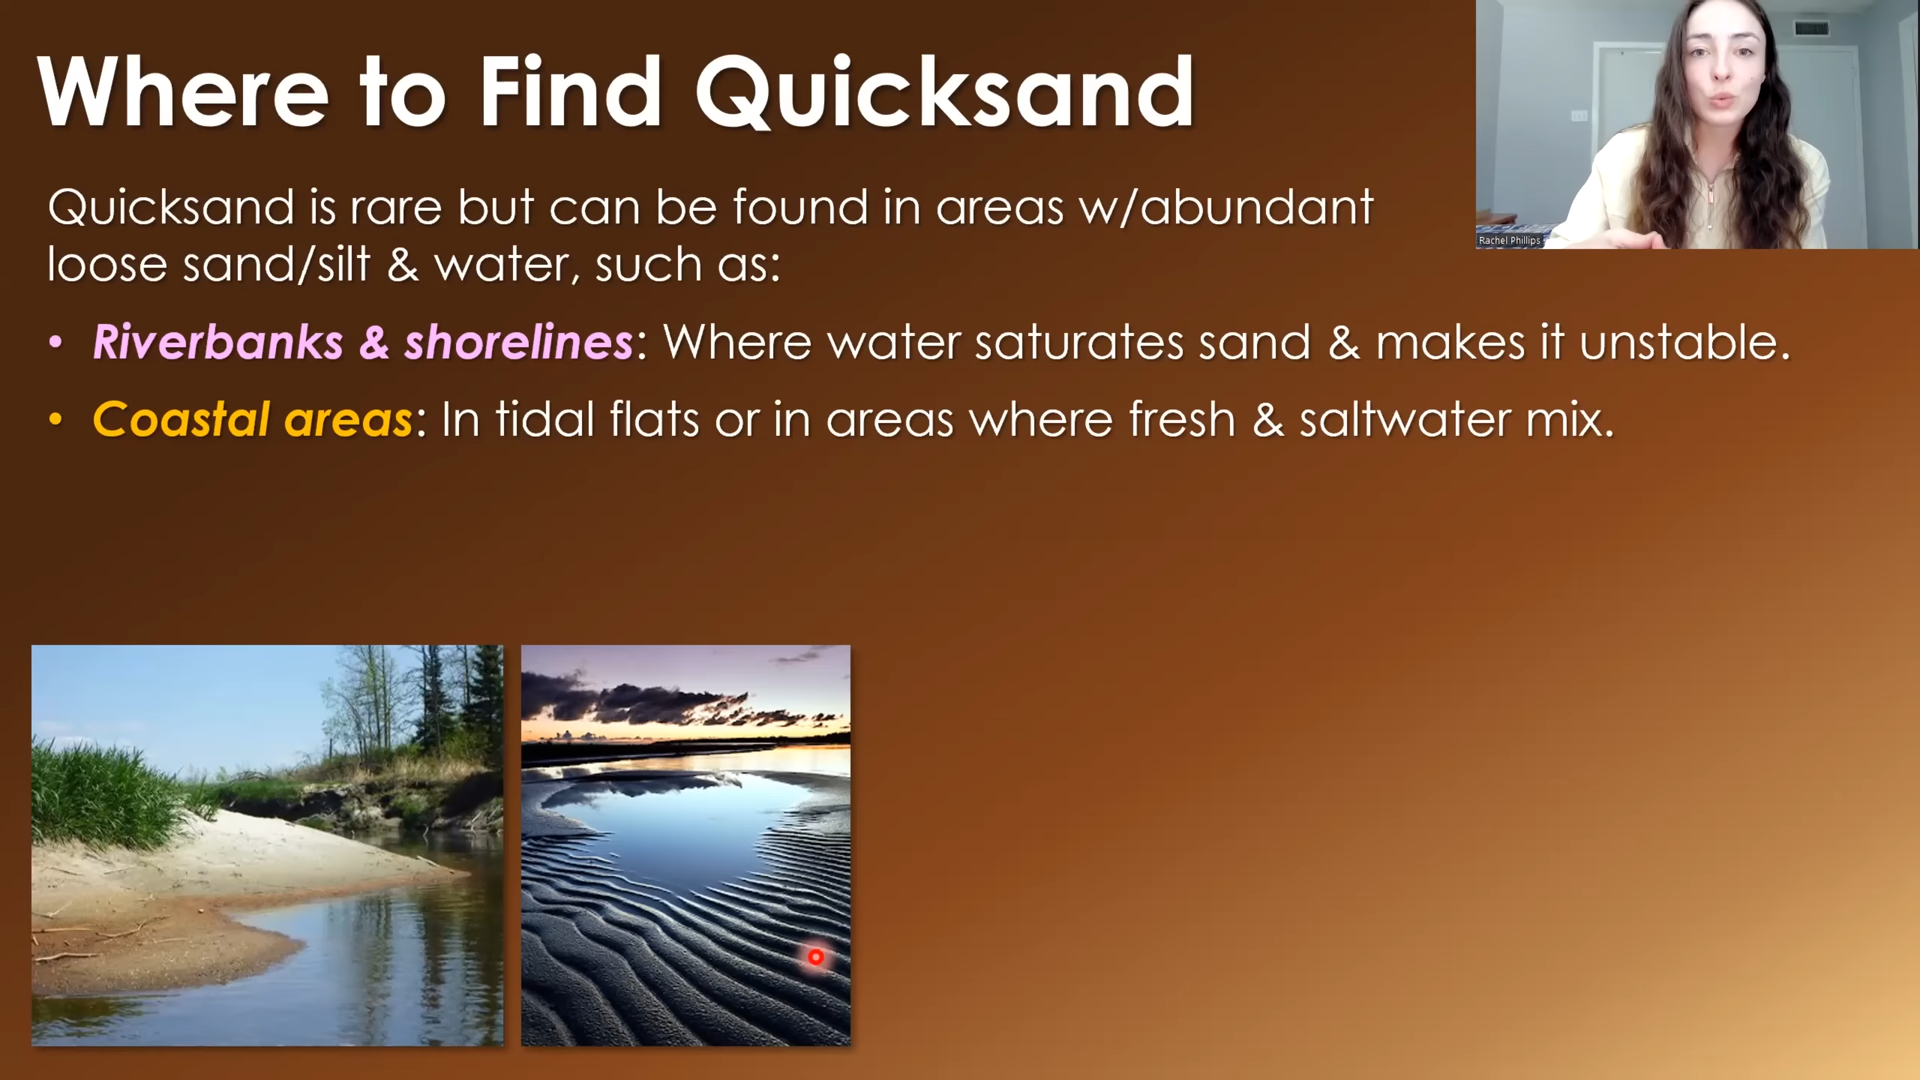 Where to Find Quicksand
Rachel Phillips
Quicksand is rare but can be found in areas w/abundant
loose sand/silt & water, such as:
• Riverbanks & shorelines: Where water saturates sand & makes it unstable.
• Coastal areas: In tidal flats or in areas where fresh & saltwater mix.